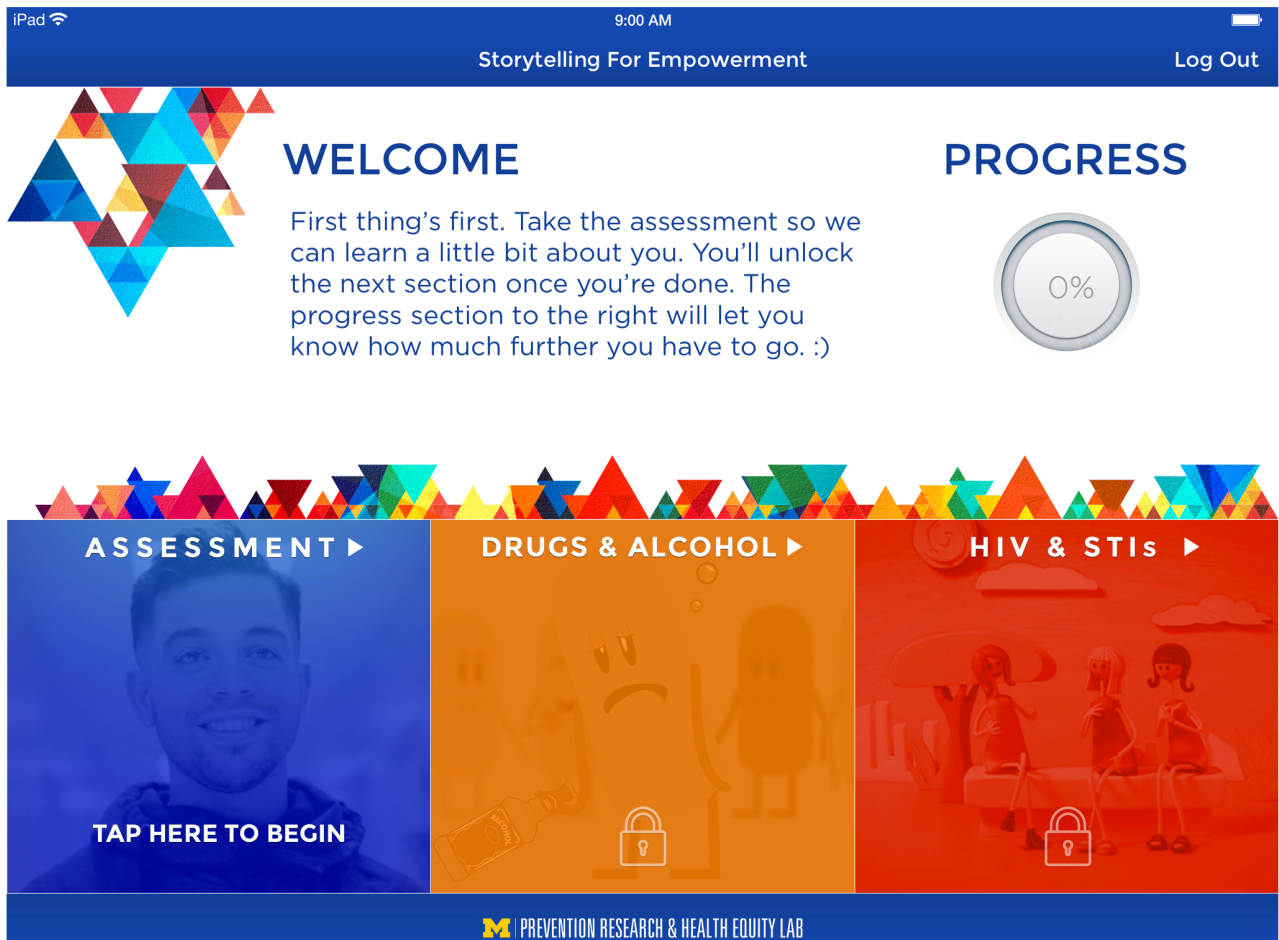 iPad
9:00 AM
Storytelling For Empowerment
Log Out
WELCOME
First thing’s first. Take the assessment so we
can learn a little bit about you. You’ll unlock
the next section once you’re done. The
progress section to the right will let you
know how much further you have to go. :)
PROGRESS
0%
ASSESSMENT
TAP HERE TO BEGIN
DRUGS & ALCOHOL
ALCOHOL
HIV & STIs
M | PREVENTION RESEARCH & HEALTH EQUITY LAB